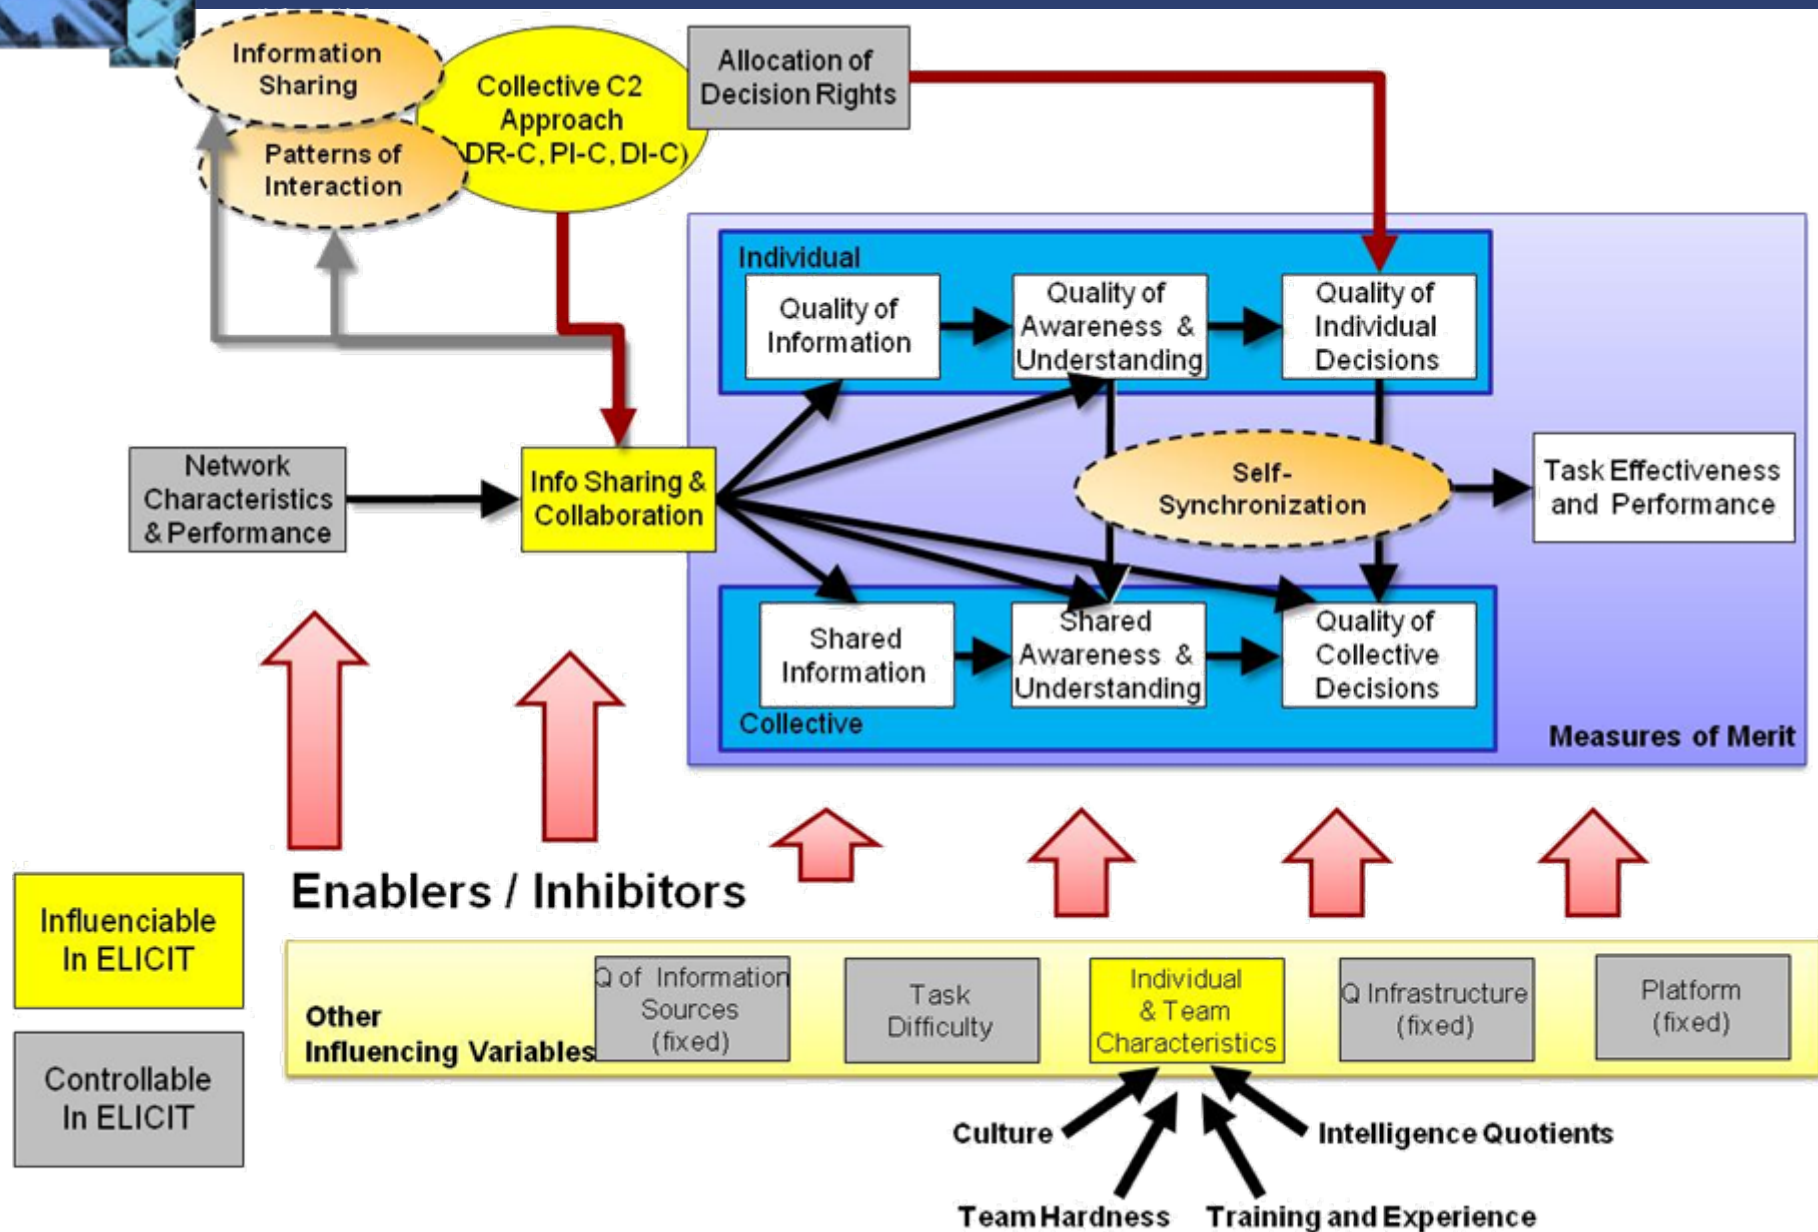 Information
Sharing
Collective C2
Approach
DR-C, PI-C, DI-C)
Allocation of
Decision Rights
Patterns of
Interaction
Individual
Quality of
Information
Quality of
Awareness &
Understanding
Quality of
Individual
Decisions
Network
Characteristics
& Performance
Info Sharing &
Collaboration
Self-
Synchronization
Task Effectiveness
and Performance
Shared
Information
Shared
Awareness &
Understanding
Quality of
Collective
Decisions
Collective
Measures of Merit
Enablers / Inhibitors
Influenciable
In ELICIT
Controllable
In ELICIT
Other
Influencing Variables
Q of Information
Sources
(fixed)
Task
Difficulty
Individual
& Team
Characteristics
Q Infrastructure
(fixed)
Platform
(fixed)
Culture
Intelligence Quotients
Team Hardness
Training and Experience